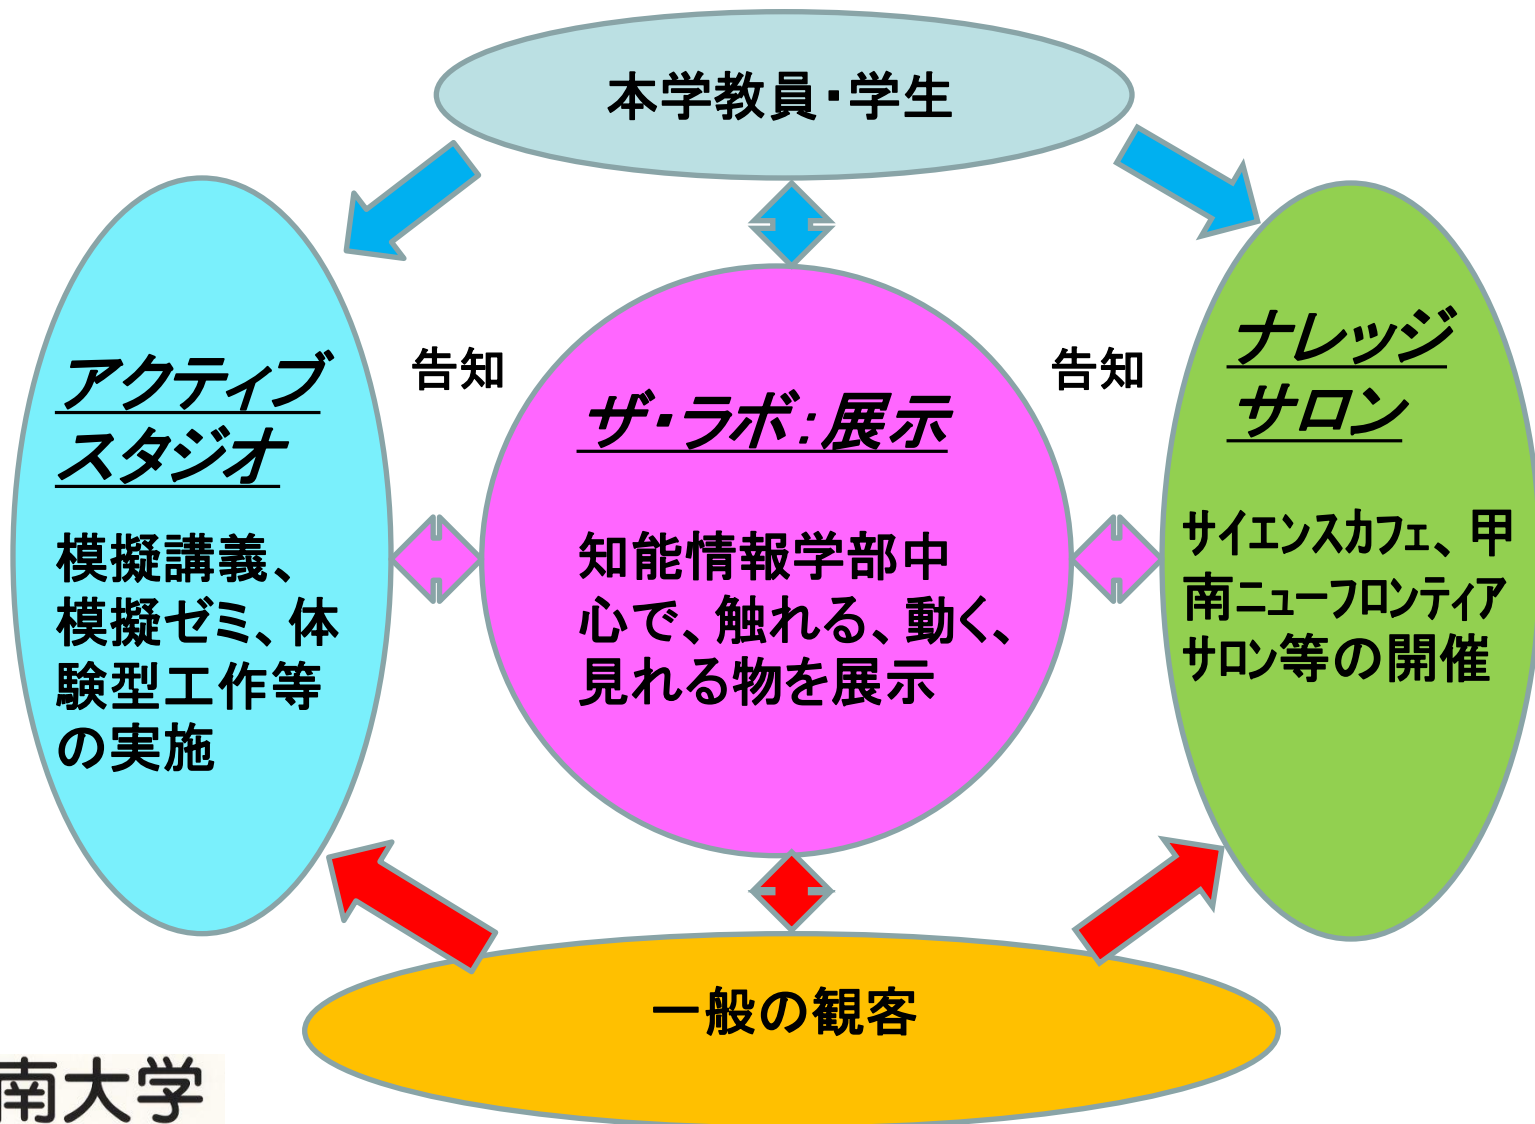 本学教員・学生
告知
告知
アクティブ
スタジオ
模擬講義、
模擬ゼミ、体
験型工作等
の実施
ザ・ラボ：展示
知能情報学部中
心で、触れる、動く、
見れる物を展示
ナレッジ
サロン
サイエンスカフェ、甲
南ニューフロンティア
サロン等の開催
一般の観客
南大学